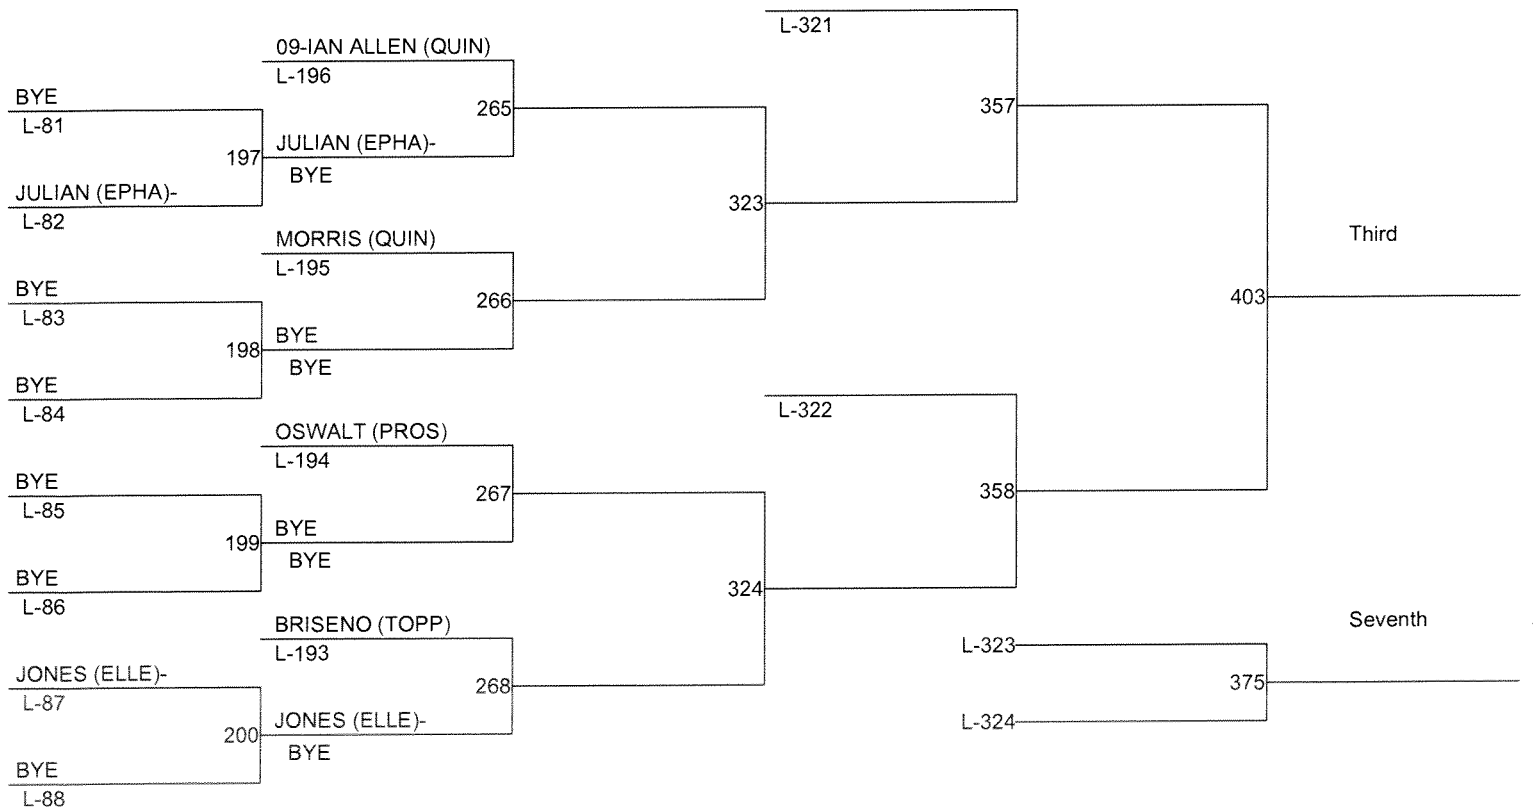 L-321
09-IAN ALLEN (QUIN)
L-196
BYE
L-81
265
357
JULIAN (EPHA)-
197
BYE
JULIAN (EPHA)-
L-82
323
MORRIS (QUIN)
L-195
Third
BYE
L-83
266
403
BYE
198
BYE
BYE
L-84
L-322
OSWALT (PROS)
L-194
BYE
L-85
267
358
BYE
199
BYE
BYE
L-86
324
BRISENO (TOPP)
L-193
Seventh
L-323
JONES (ELLE)-
L-87
268
375
JONES (ELLE)-
L-324
200
BYE
BYE
L-88